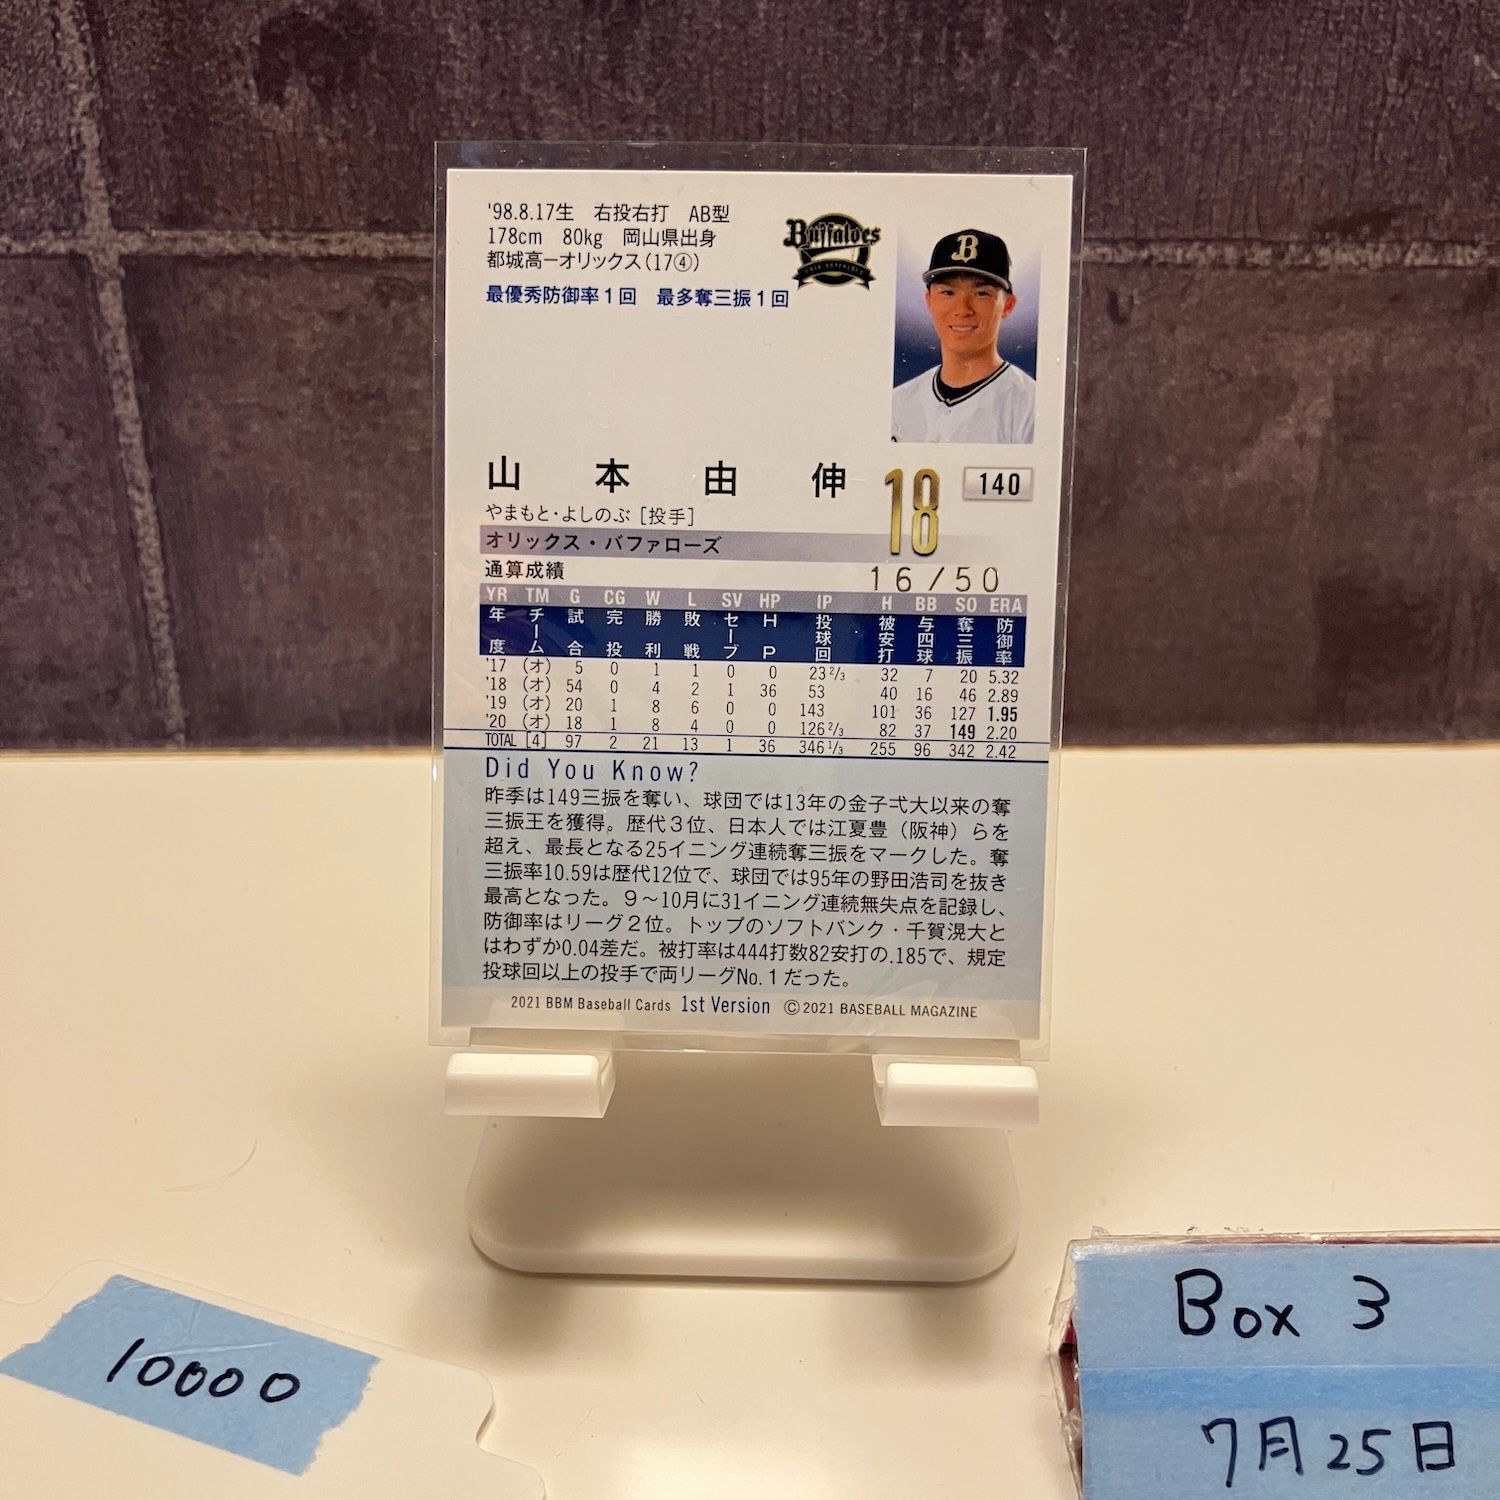 '98.8.17生 右投右打 AB型
178cm 80kg 岡山県出身
都城高ーオリックス(17④)
最優秀防御率1回 最多奪三振1回
Buffaloes
B
山本由伸
18
140
やまもと・よしのぶ [投手]
オリックス・バファローズ
通算成績
16/50
YR TM G CG W L SV HP IP H BB SO ERA
年度 チーム 試合 完投 勝利 敗戦 セーブ HP 投球回 被安打 与四球 奪三振 防御率
'17 (オ) 5 0 1 1 0 0 23 2/3 32 7 20 5.32
'18 (オ) 54 0 4 2 1 36 53 40 16 46 2.89
'19 (オ) 20 1 8 6 0 0 143 101 36 127 1.95
'20 (オ) 18 1 8 4 0 0 126 2/3 82 37 149 2.20
TOTAL [4] 97 2 21 13 1 36 346 1/3 255 96 342 2.42
Did You Know?
昨季は149三振を奪い、球団では13年の金子弌大以来の奪
三振王を獲得。歴代3位、日本人では江夏豊(阪神)らを
超え、最長となる25イニング連続奪三振をマークした。奪
三振率10.59は歴代12位で、球団では95年の野田浩司を抜き
最高となった。9～10月に31イニング連続無失点を記録し、
防御率はリーグ2位。トップのソフトバンク・千賀滉大と
はわずか0.04差だ。被打率は444打数82安打の.185で、規定
投球回以上の投手で両リーグNo.1だった。
2021 BBM Baseball Cards 1st Version ©2021 BASEBALL MAGAZINE
10000
Box 3
7月25日